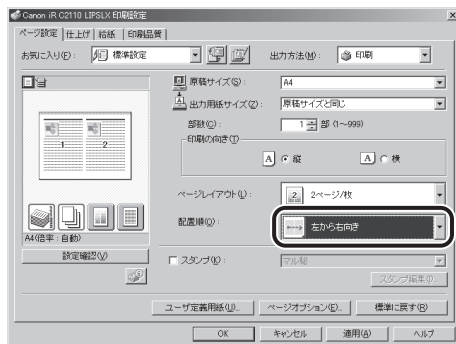 Canon iR C2110 LIPSLX 印刷設定
ページ設定 仕上げ 給紙 印刷品質
お気に入り(F): 標準設定 出力方法(M): 印刷
原稿サイズ(S): A4
出力用紙サイズ(Z): 原稿サイズと同じ
部数(C): 1 部 (1~999)
印刷の向き(T)
A 縦 A 横
1 2
ページレイアウト(L): 2 2ページ/枚
配置順(Q): 左から右向き
A4(倍率:自動)
設定確認(V)
スタンプ(K): マル秘
スタンプ編集(I)...
ユーザ定義用紙(U)... ページオプション(E)... 標準に戻す(R)
OK キャンセル 適用(A) ヘルプ